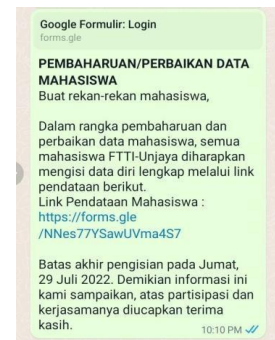 Google Formulir: Login
forms.gle
PEMBAHARUAN/PERBAIKAN DATA
MAHASISWA
Buat rekan-rekan mahasiswa,
Dalam rangka pembaharuan dan
perbaikan data mahasiswa, semua
mahasiswa FTTI-Unjaya diharapkan
mengisi data diri lengkap melalui link
pendataan berikut.
Link Pendataan Mahasiswa :
https://forms.gle
/NNes77YSawUVma4S7
Batas akhir pengisian pada Jumat,
29 Juli 2022. Demikian informasi ini
kami sampaikan, atas partisipasi dan
kerjasamanya diucapkan terima
kasih.
10:10 PM